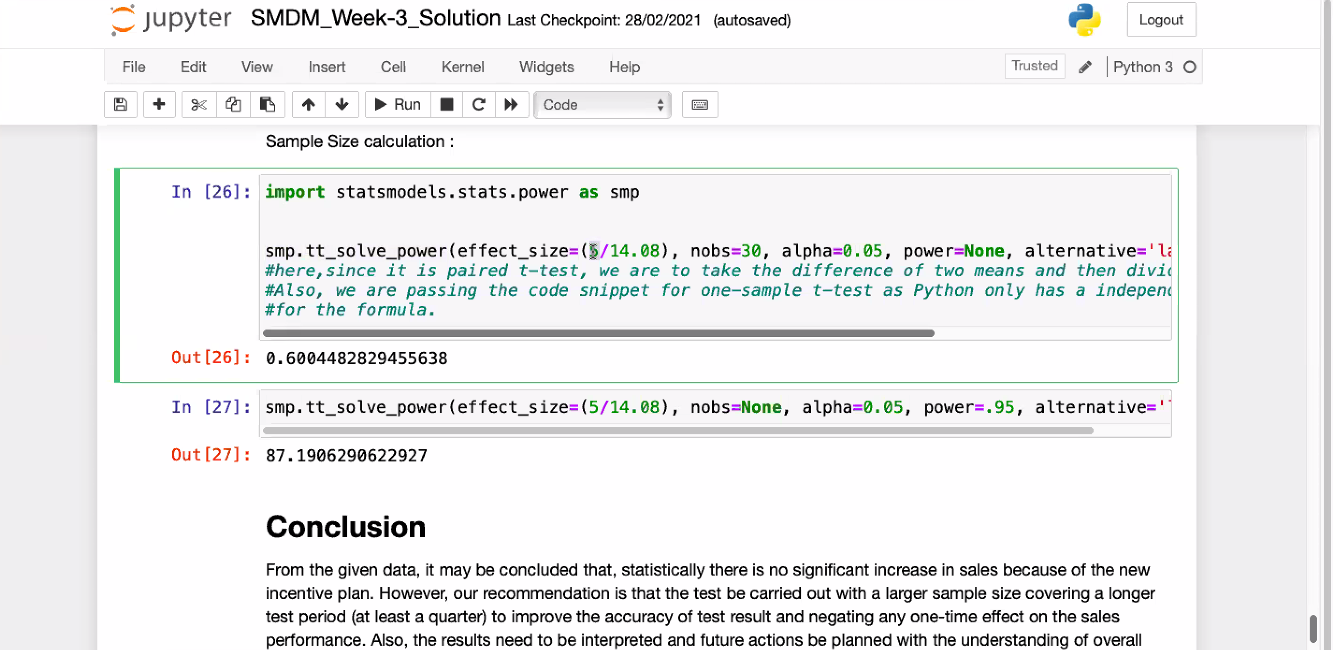 jupyter SMDM_Week-3_Solution Last Checkpoint: 28/02/2021 (autosaved) Logout
File Edit View Insert Cell Kernel Widgets Help Trusted Python 3
Run Code
Sample Size calculation :
In [26]: import statsmodels.stats.power as smp
smp.tt_solve_power(effect_size=(5/14.08), nobs=30, alpha=0.05, power=None, alternative='la
#here,since it is paired t-test, we are to take the difference of two means and then divid
#Also, we are passing the code snippet for one-sample t-test as Python only has a independ
#for the formula.
Out[26]: 0.6004482829455638
In [27]: smp.tt_solve_power(effect_size=(5/14.08), nobs=None, alpha=0.05, power=.95, alternative='
Out[27]: 87.1906290622927
Conclusion
From the given data, it may be concluded that, statistically there is no significant increase in sales because of the new
incentive plan. However, our recommendation is that the test be carried out with a larger sample size covering a longer
test period (at least a quarter) to improve the accuracy of test result and negating any one-time effect on the sales
performance. Also, the results need to be interpreted and future actions be planned with the understanding of overall